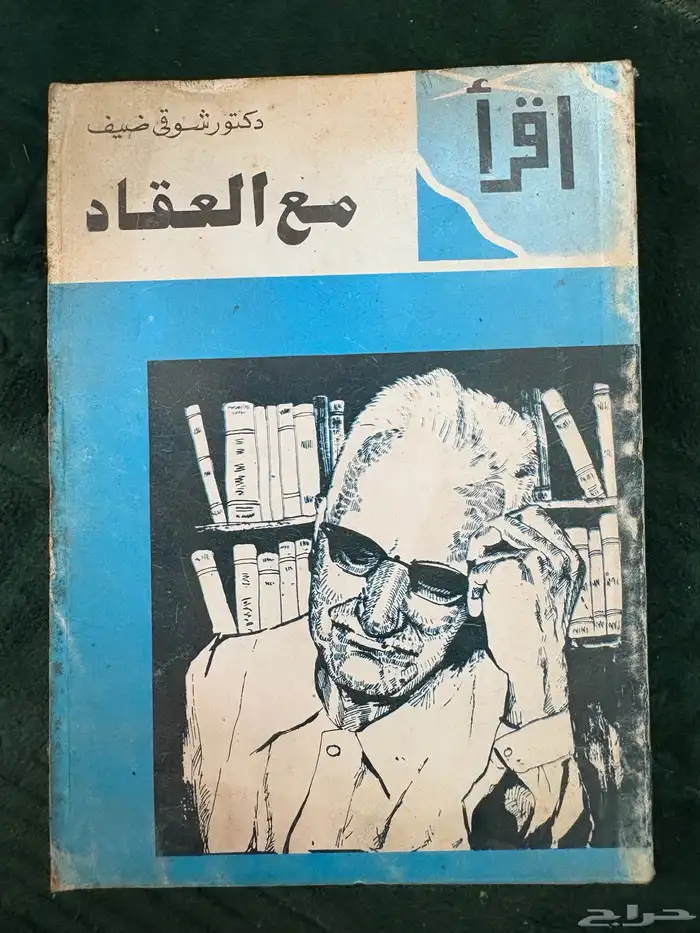 اقرأ
دكتور شوقي ضيف
مع العقاد
حراج